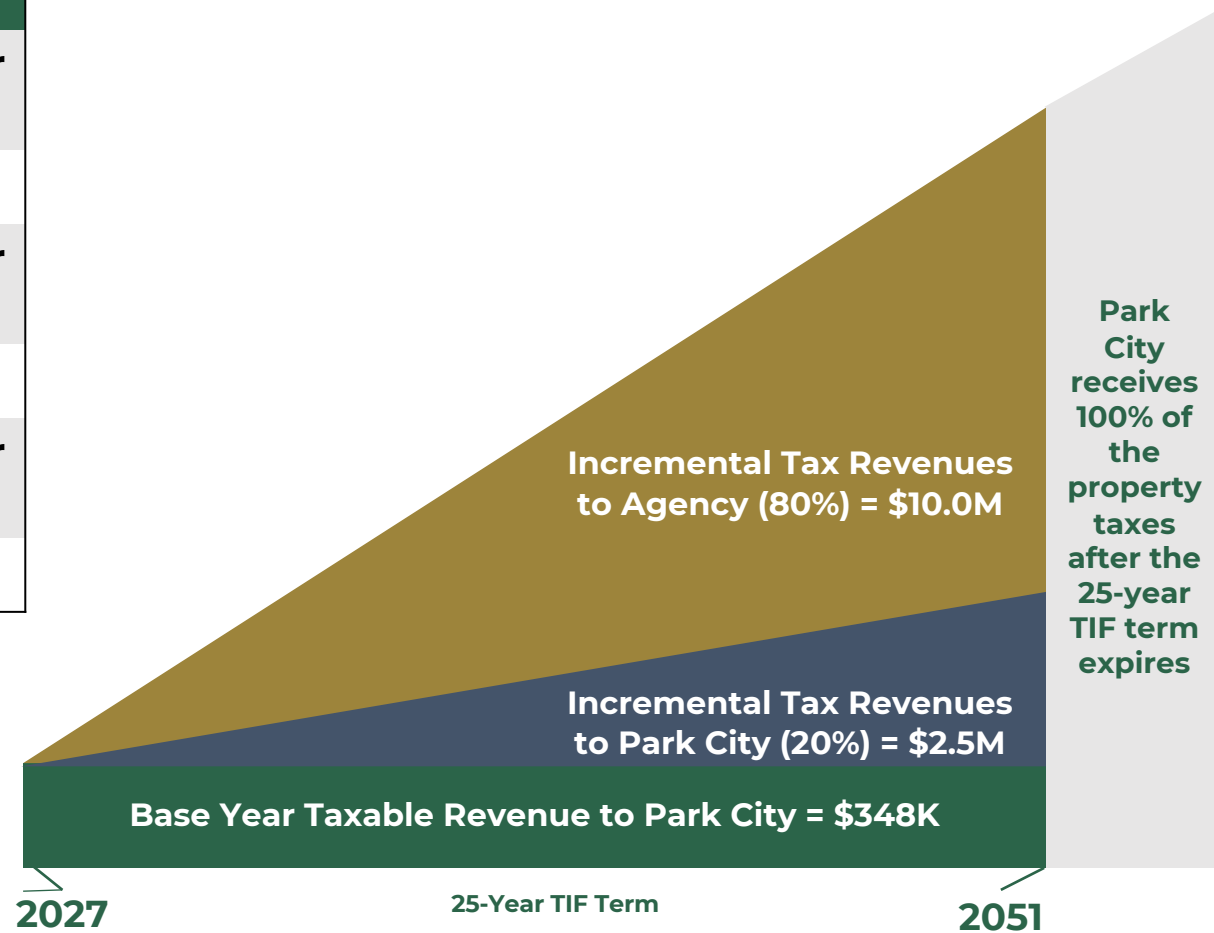 Incremental Tax Revenues
to Agency (80%) = $10.0M
Incremental Tax Revenues
to Park City (20%) = $2.5M
Base Year Taxable Revenue to Park City = $348K
Park
City
receives
100% of
the
property
taxes
after the
25-year
TIF term
expires
2027
25-Year TIF Term
2051